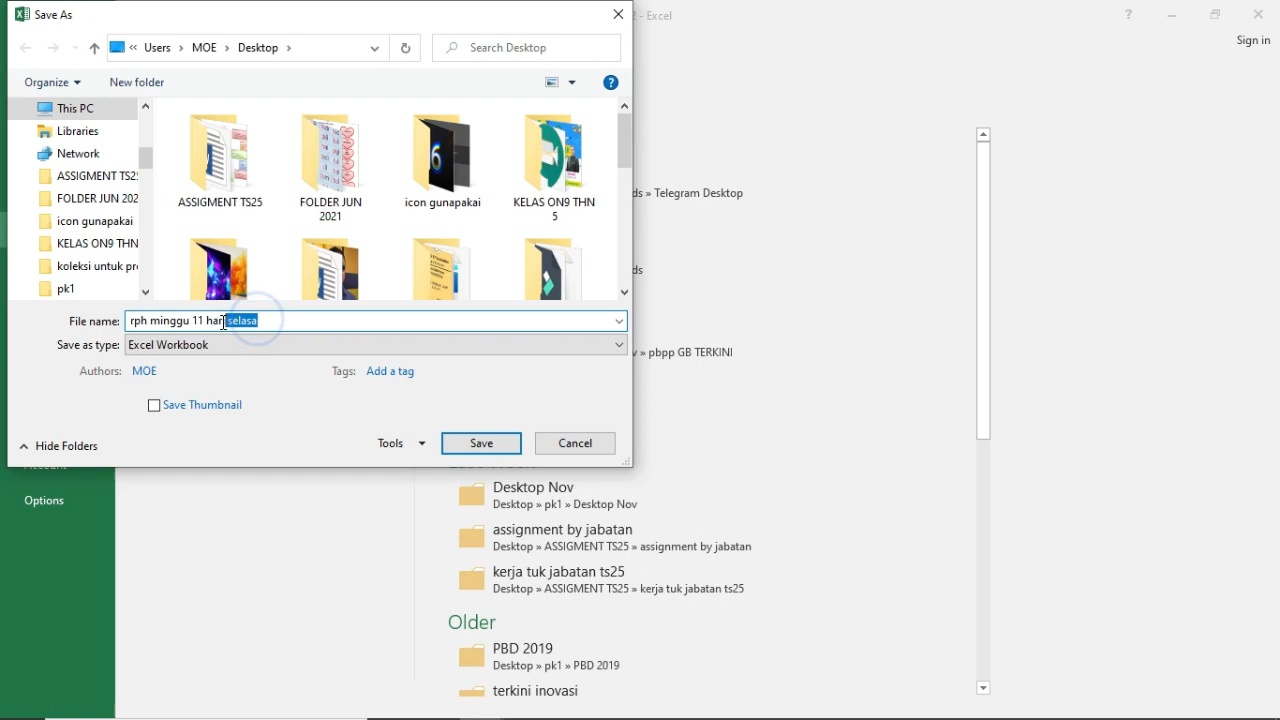 Save As
2 - Excel
Sign in
Users
MOE
Desktop
Search Desktop
Organize
New folder
This PC
Libraries
Network
ASSIGMENT TS25
FOLDER JUN 202
icon gunapakai
KELAS ON9 THN
koleksi untuk pr
pk1
ASSIGMENT TS25
FOLDER JUN
2021
icon gunapakai
KELAS ON9 THN
5
File name:
rph minggu 11 hari selasa
Save as type:
Excel Workbook
Authors:
MOE
Tags:
Add a tag
Save Thumbnail
Hide Folders
Tools
Save
Cancel
ds » Telegram Desktop
ds
v » pbpp GB TERKINI
Options
Desktop Nov
Desktop » pk1 » Desktop Nov
assignment by jabatan
Desktop » ASSIGMENT TS25 » assignment by jabatan
kerja tuk jabatan ts25
Desktop » ASSIGMENT TS25 » kerja tuk jabatan ts25
Older
PBD 2019
Desktop » pk1 » PBD 2019
terkini inovasi